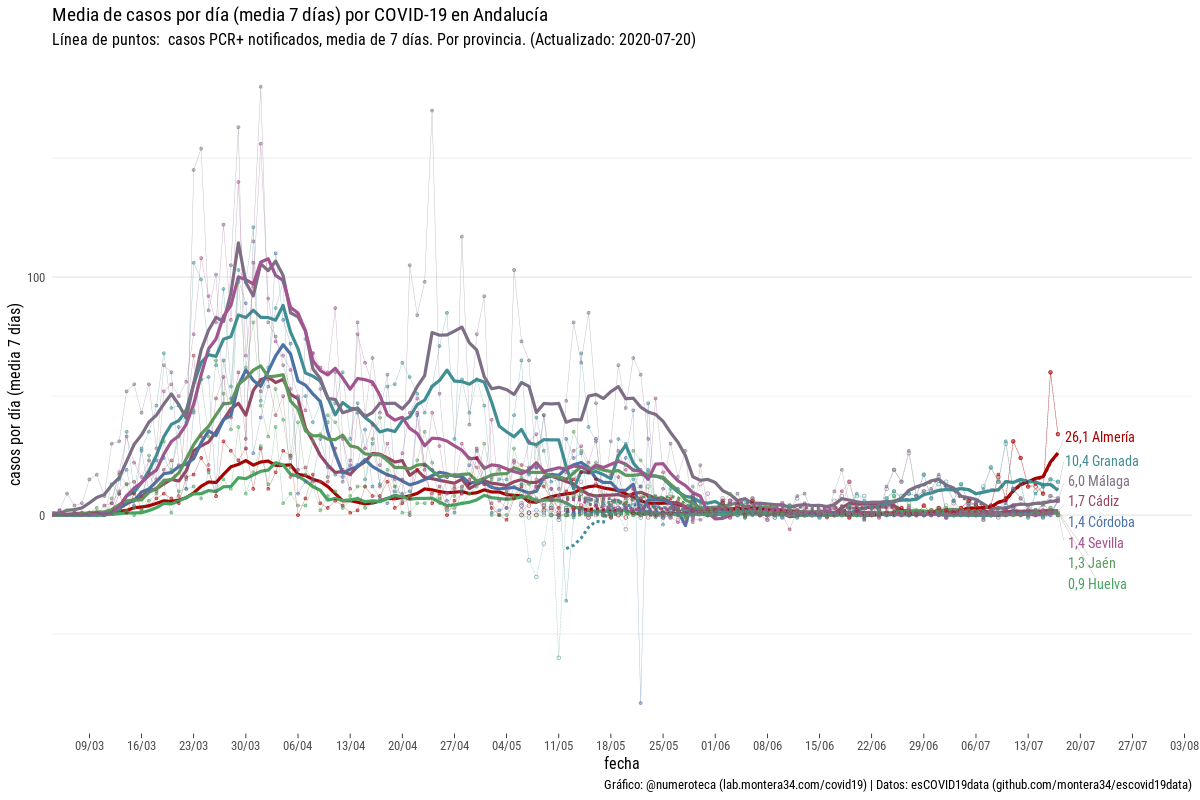 Media de casos por día (media 7 días) por COVID-19 en Andalucía
Línea de puntos:  casos PCR+ notificados, media de 7 días. Por provincia. (Actualizado: 2020-07-20)
casos por día (media 7 días)
100
0
26,1 Almería
10,4 Granada
6,0 Málaga
1,7 Cádiz
1,4 Córdoba
1,4 Sevilla
1,3 Jaén
0,9 Huelva
09/03 16/03 23/03 30/03 06/04 13/04 20/04 27/04 04/05 11/05 18/05 25/05 01/06 08/06 15/06 22/06 29/06 06/07 13/07 20/07 27/07 03/08
fecha
Gráfico: @numeroteca (lab.montera34.com/covid19) | Datos: esCOVID19data (github.com/montera34/escovid19data)